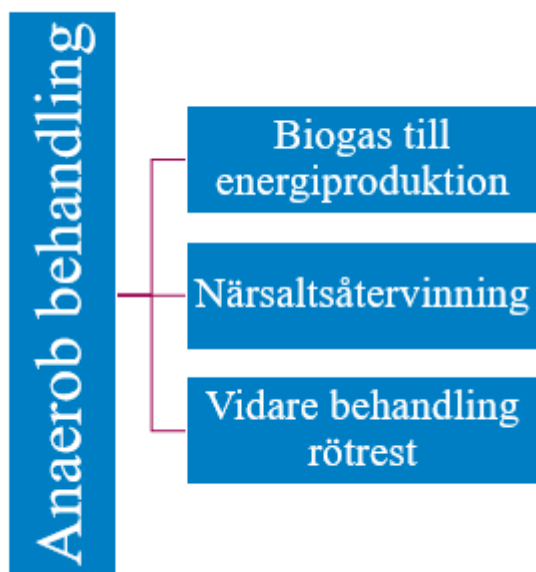 Anaerob behandling
Biogas till
energiproduktion
Närsaltsåtervinning
Vidare behandling
rötrest